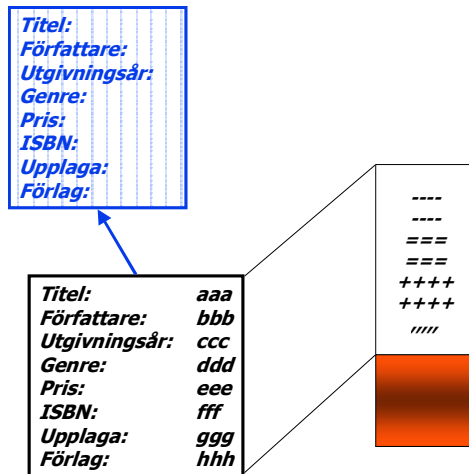 Titel:
Författare:
Utgivningsår:
Genre:
Pris:
ISBN:
Upplaga:
Förlag:
----
----
===
===
++++
++++
,,,,,
Titel: aaa
Författare: bbb
Utgivningsår: ccc
Genre: ddd
Pris: eee
ISBN: fff
Upplaga: ggg
Förlag: hhh